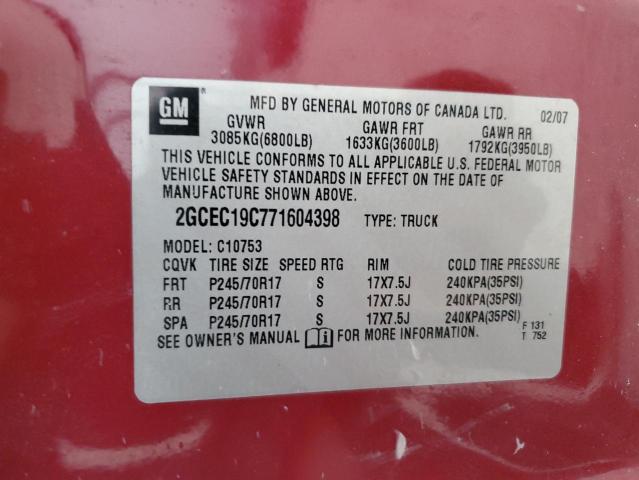 GM MFD BY GENERAL MOTORS OF CANADA LTD. 02/07
GVWR GAWR FRT GAWR RR
3085KG(6800LB) 1633KG(3600LB) 1792KG(3950LB)
THIS VEHICLE CONFORMS TO ALL APPLICABLE U.S. FEDERAL MOTOR
VEHICLE SAFETY STANDARDS IN EFFECT ON THE DATE OF
MANUFACTURE SHOWN ABOVE.
2GCEC19C771604398 TYPE: TRUCK
MODEL: C10753
CQVK TIRE SIZE SPEED RTG RIM COLD TIRE PRESSURE
FRT P245/70R17 S 17X7.5J 240KPA(35PSI)
RR P245/70R17 S 17X7.5J 240KPA(35PSI)
SPA P245/70R17 S 17X7.5J 240KPA(35PSI)
SEE OWNER'S MANUAL i FOR MORE INFORMATION.
F 131
T 752